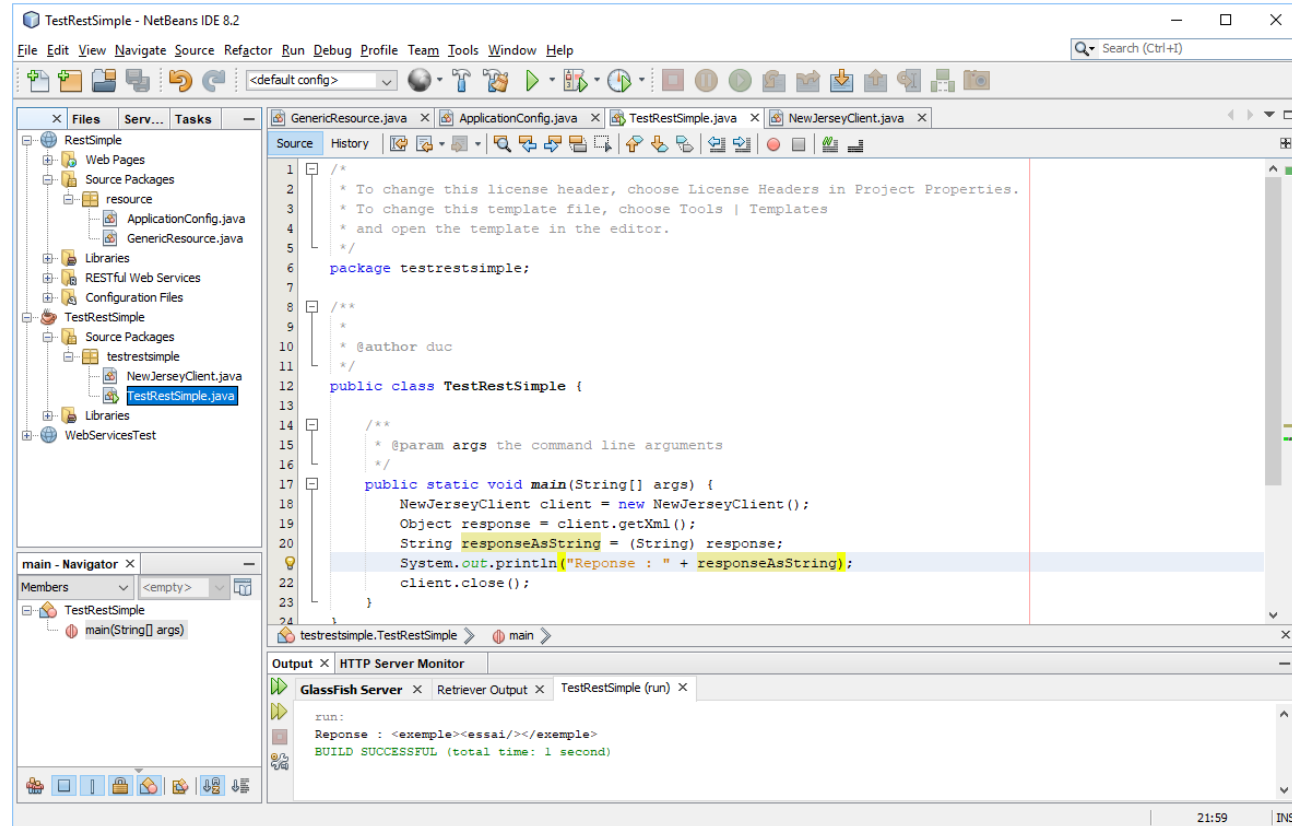 TestRestSimple - NetBeans IDE 8.2
File Edit View Navigate Source Refactor Run Debug Profile Team Tools Window Help
Search (Ctrl+I)
<default config>
Files Serv... Tasks
RestSimple
Web Pages
Source Packages
resource
ApplicationConfig.java
GenericResource.java
Libraries
RESTful Web Services
Configuration Files
TestRestSimple
Source Packages
testrestsimple
NewJerseyClient.java
TestRestSimple.java
Libraries
WebServicesTest
main - Navigator
Members <empty>
TestRestSimple
main(String[] args)
GenericResource.java ApplicationConfig.java TestRestSimple.java NewJerseyClient.java
Source History
1 /*
2 * To change this license header, choose License Headers in Project Properties.
3 * To change this template file, choose Tools | Templates
4 * and open the template in the editor.
5 */
6 package testrestsimple;
7
8 /**
9 *
10 * @author duc
11 */
12 public class TestRestSimple {
13
14 /**
15 * @param args the command line arguments
16 */
17 public static void main(String[] args) {
18 NewJerseyClient client = new NewJerseyClient();
19 Object response = client.getXml();
20 String responseAsString = (String) response;
System.out.println("Reponse : " + responseAsString);
22 client.close();
23 }
24 }
testrestsimple.TestRestSimple main
Output HTTP Server Monitor
GlassFish Server Retriever Output TestRestSimple (run)
run:
Reponse : <exemple><essai/></exemple>
BUILD SUCCESSFUL (total time: 1 second)
21:59 INS